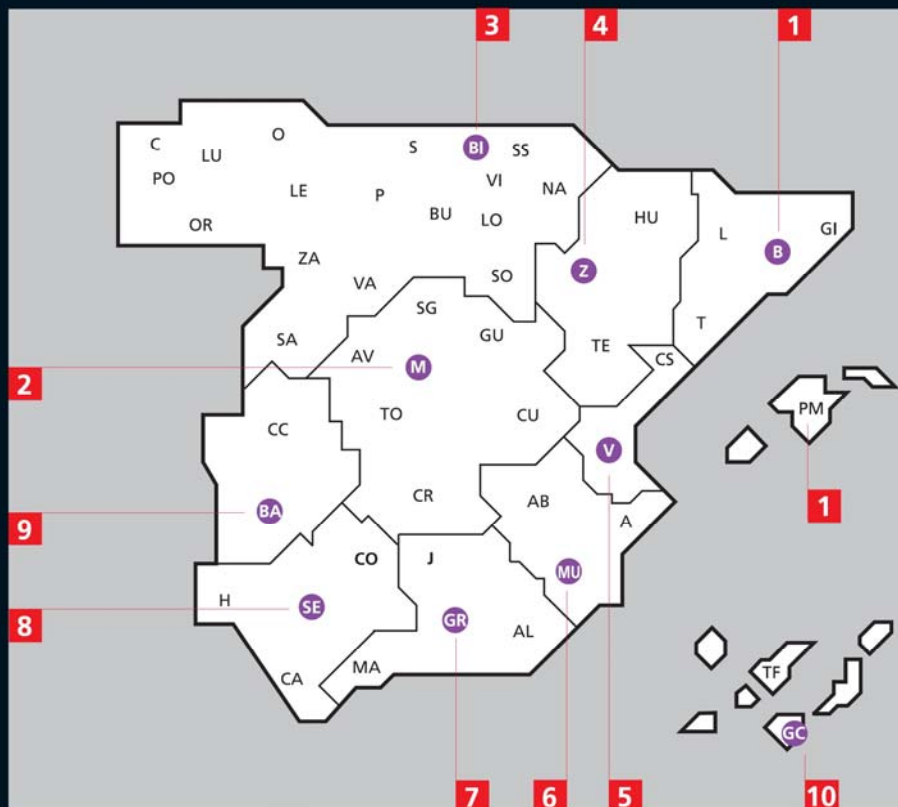 3 4 1
C LU O S BI SS
PO LE P VI NA
OR BU LO HU L GI
B
ZA Z
VA SO
SG GU T
SA AV TE CS
2 M
TO CU PM
CC V
CR AB 1
9 BA A
CO J
H MU
8 SE GR AL
MA TF
CA
GC
7 6 5 10